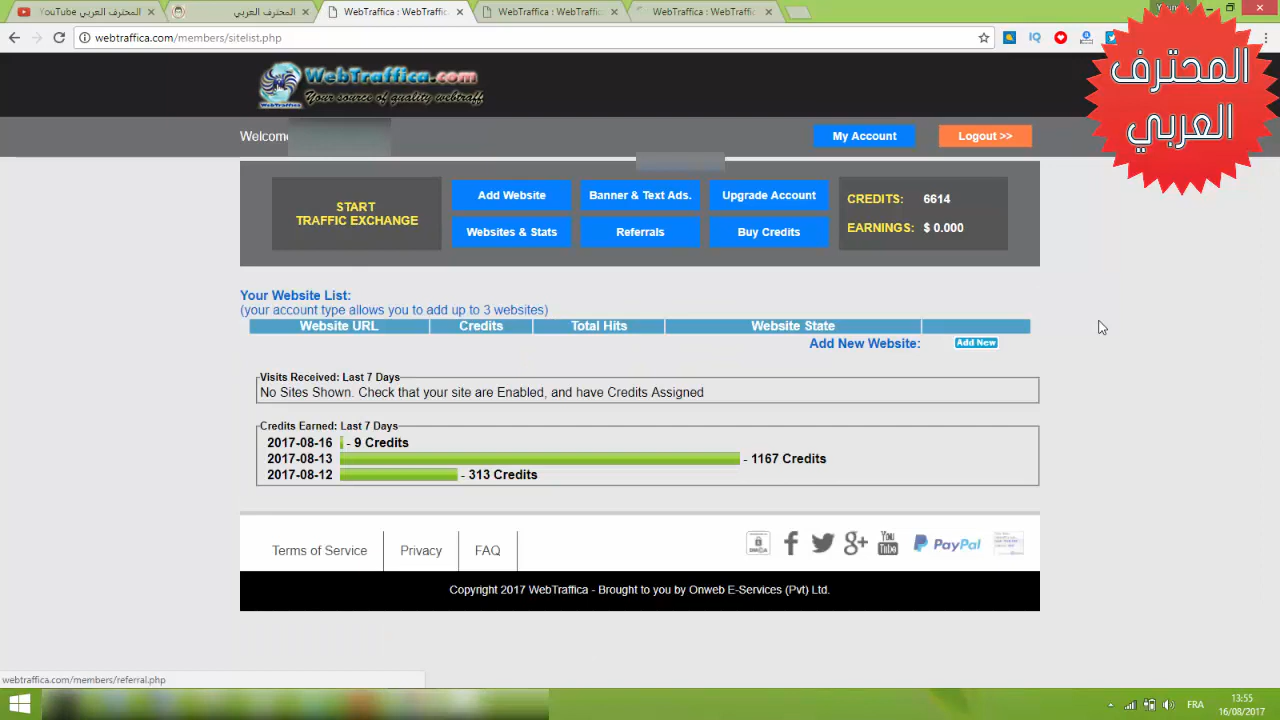 المحترف العربي YouTube
المحترف العربي
WebTraffica : WebTraffic
WebTraffica : WebTraffic
WebTraffica : WebTraffic
webtraffica.com/members/sitelist.php
المحترف
العربي
WebTraffica.com
Your source of quality webtraff
Welcome
My Account
Logout >>
START
TRAFFIC EXCHANGE
Add Website
Banner & Text Ads.
Upgrade Account
Websites & Stats
Referrals
Buy Credits
CREDITS: 6614
EARNINGS: $ 0.000
Your Website List:
(your account type allows you to add up to 3 websites)
Website URL Credits Total Hits Website State
Add New Website: Add New
Visits Received: Last 7 Days
No Sites Shown. Check that your site are Enabled, and have Credits Assigned
Credits Earned: Last 7 Days
2017-08-16 - 9 Credits
2017-08-13 - 1167 Credits
2017-08-12 - 313 Credits
Terms of Service Privacy FAQ
You Tube
PayPal
Copyright 2017 WebTraffica - Brought to you by Onweb E-Services (Pvt) Ltd.
webtraffica.com/members/referral.php
FRA
13:55
16/08/2017